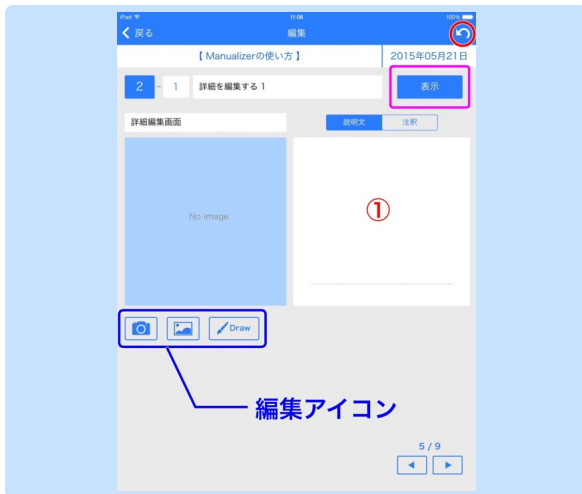 iPad 11:08 100%
戻る 編集
【 Manualizerの使い方 】 2015年05月21日
2 - 1 詳細を編集する 1 表示
詳細編集画面 説明文 注釈
No image ①
Draw
編集アイコン
5 / 9